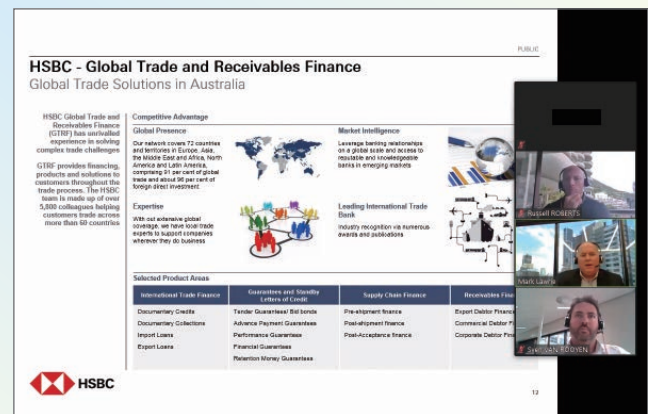 PUBLIC
HSBC - Global Trade and Receivables Finance
Global Trade Solutions in Australia
HSBC Global Trade and
Receivables Finance
(GTRF) has unrivalled
experience in solving
complex trade challenges
GTRF provides financing,
products and solutions to
customers throughout the
trade process. The HSBC
team is made up of over
5,800 colleagues helping
customers trade across
more than 60 countries
Competitive Advantage
Global Presence
Our network covers 72 countries
and territories in Europe, Asia,
the Middle East and Africa, North
America and Latin America,
comprising 91 per cent of global
trade and about 96 per cent of
foreign direct investment
Market Intelligence
Leverage banking relationships
on a global scale and access to
reputable and knowledgeable
banks in emerging markets
Expertise
With out extensive global
coverage, we have local trade
experts to support companies
wherever they do business
Leading International Trade
Bank
Industry recognition via numerous
awards and publications
Selected Product Areas
International Trade Finance
Documentary Credits
Documentary Collections
Import Loans
Export Loans
Guarantees and Standby
Letters of Credit
Tender Guarantees/ Bid bonds
Advance Payment Guarantees
Performance Guarantees
Financial Guarantees
Retention Money Guarantees
Supply Chain Finance
Pre-shipment finance
Post-shipment finance
Post-Acceptance finance
Receivables
Export Debtor Finance
Commercial Debtor
Corporate Debtor
Russell ROBERTS
Mark Lawrie
VAN ROOYEN
HSBC